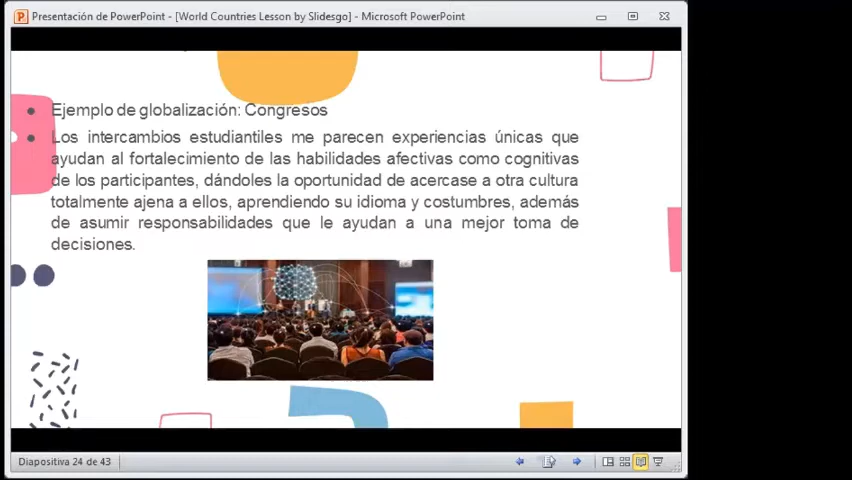 Presentación de PowerPoint - [World Countries Lesson by Slidesgo] - Microsoft PowerPoint
Ejemplo de globalización: Congresos
Los intercambios estudiantiles me parecen experiencias únicas que
ayudan al fortalecimiento de las habilidades afectivas como cognitivas
de los participantes, dándoles la oportunidad de acercase a otra cultura
totalmente ajena a ellos, aprendiendo su idioma y costumbres, además
de asumir responsabilidades que le ayudan a una mejor toma de
decisiones.
Diapositiva 24 de 43